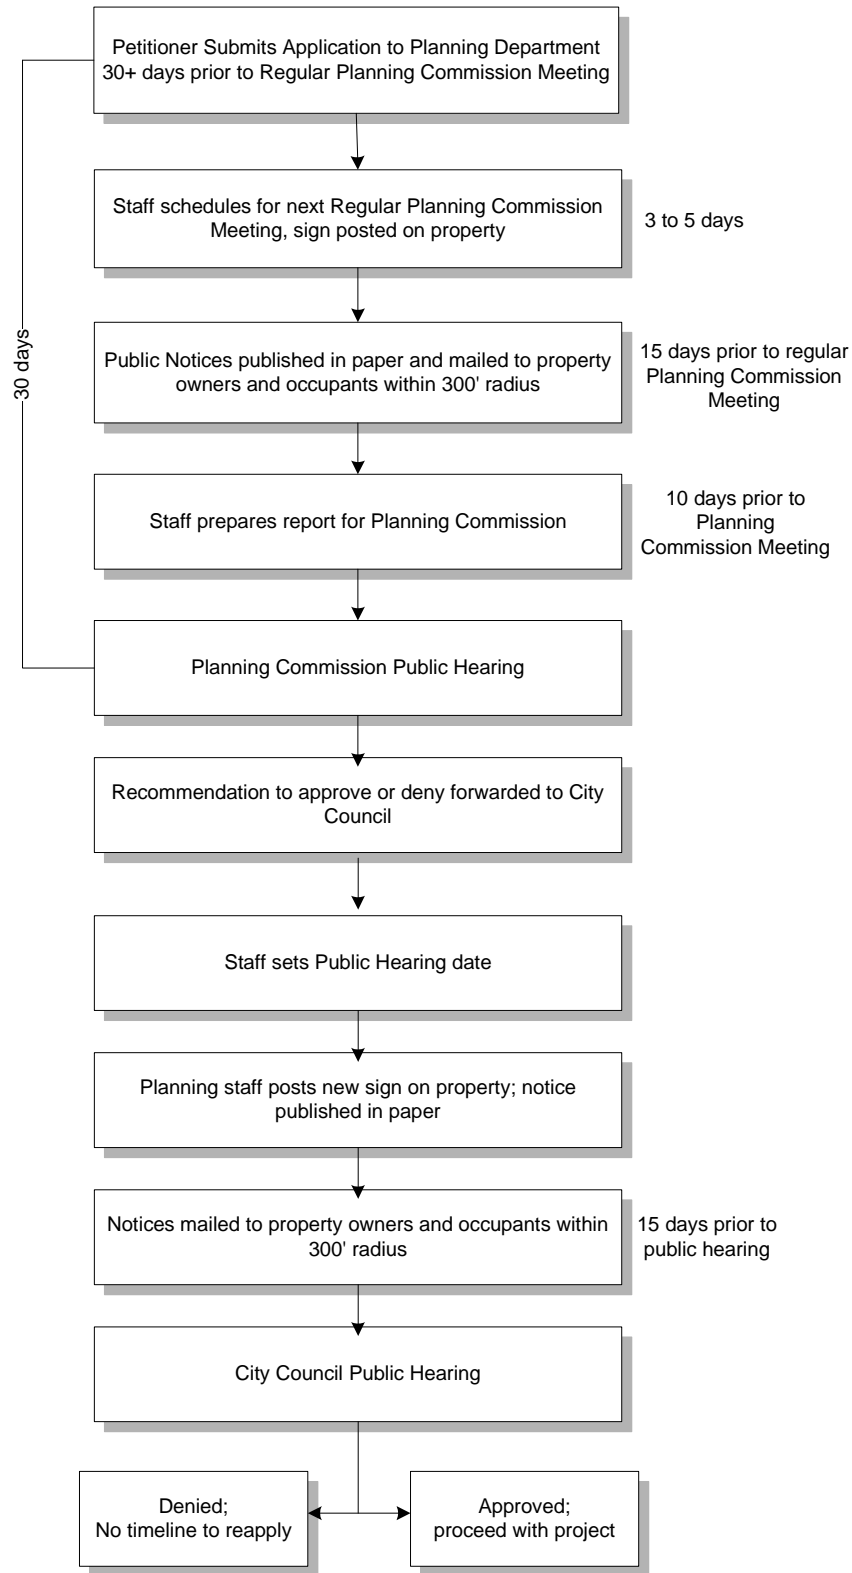 Petitioner Submits Application to Planning Department
30+ days prior to Regular Planning Commission Meeting
Staff schedules for next Regular Planning Commission
Meeting, sign posted on property
3 to 5 days
30 days
Public Notices published in paper and mailed to property
owners and occupants within 300' radius
15 days prior to regular
Planning Commission
Meeting
Staff prepares report for Planning Commission
10 days prior to
Planning
Commission Meeting
Planning Commission Public Hearing
Recommendation to approve or deny forwarded to City
Council
Staff sets Public Hearing date
Planning staff posts new sign on property; notice
published in paper
Notices mailed to property owners and occupants within
300' radius
15 days prior to
public hearing
City Council Public Hearing
Denied;
No timeline to reapply
Approved;
proceed with project